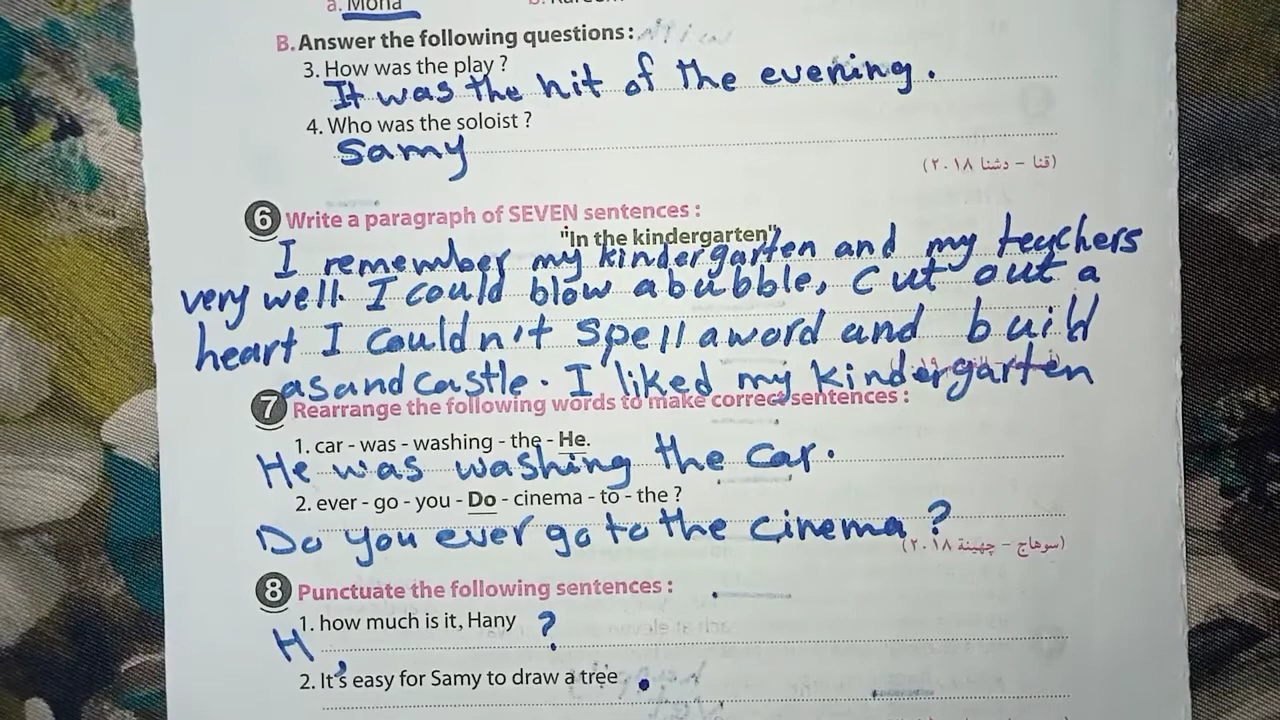 a. Mona
B. Answer the following questions :
3. How was the play ?
It was the hit of the evening.
4. Who was the soloist ?
Samy
(قنا - دشنا ٢٠١٨)
6 Write a paragraph of SEVEN sentences :
"In the kindergarten"
I remember my kindergarten and my teachers
very well. I could blow a bubble, cut out a
heart I couldn't spell a word and build
a sand castle. I liked my kindergarten
7 Rearrange the following words to make correct sentences :
1. car - was - washing - the - He.
He was washing the car.
2. ever - go - you - Do - cinema - to - the ?
Do you ever go to the cinema?
(سوهاج - جهينة ٢٠١٨)
8 Punctuate the following sentences :
1. how much is it, Hany ?
H
2. It's easy for Samy to draw a tree .